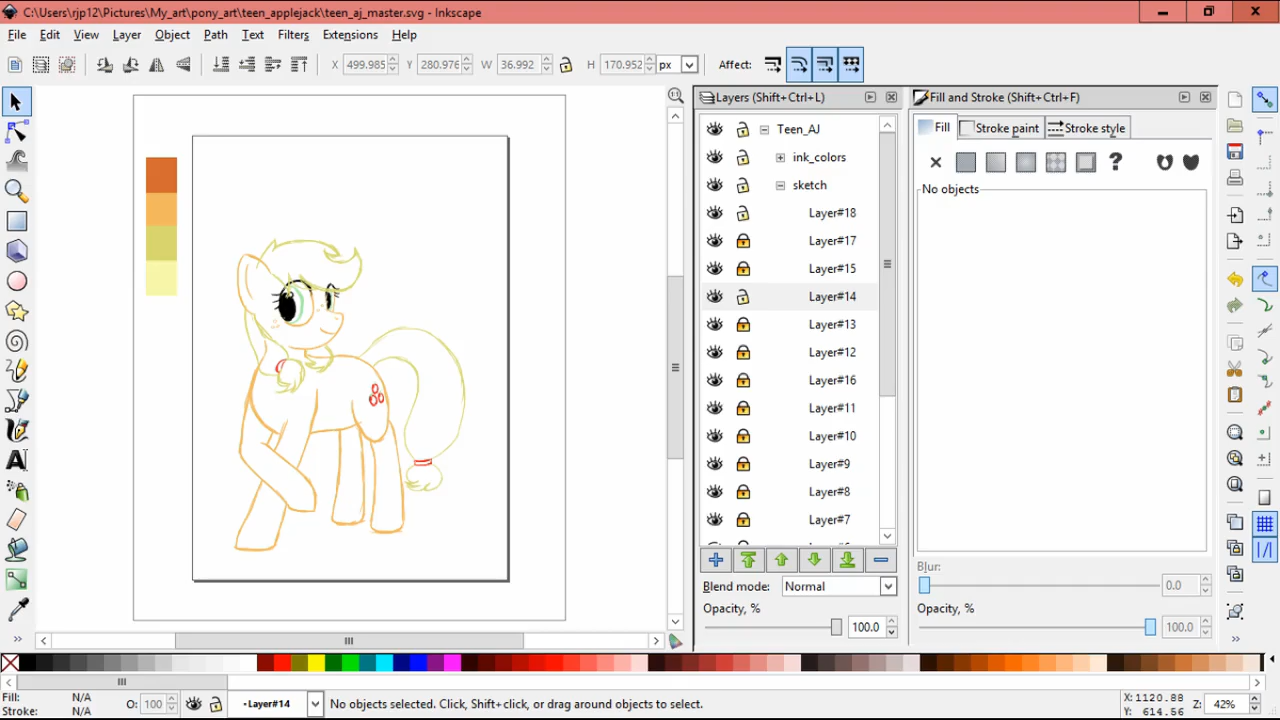 C:\Users\rjp12\Pictures\My_art\pony_art\teen_applejack\teen_aj_master.svg - Inkscape
File Edit View Layer Object Path Text Filters Extensions Help
X 499.985 Y 280.976 W 36.992 H 170.952 px Affect:
Layers (Shift+Ctrl+L)
Teen_AJ
ink_colors
sketch
Layer#18
Layer#17
Layer#15
Layer#14
Layer#13
Layer#12
Layer#16
Layer#11
Layer#10
Layer#9
Layer#8
Layer#7
Blend mode: Normal
Opacity, % 100.0
Fill and Stroke (Shift+Ctrl+F)
Fill Stroke paint Stroke style
No objects
Blur:
0.0
Opacity, %
100.0
Fill: N/A
Stroke: N/A
O: 100
Layer#14
No objects selected. Click, Shift+click, or drag around objects to select.
X: 1120.88
Y: 614.56
Z: 42%